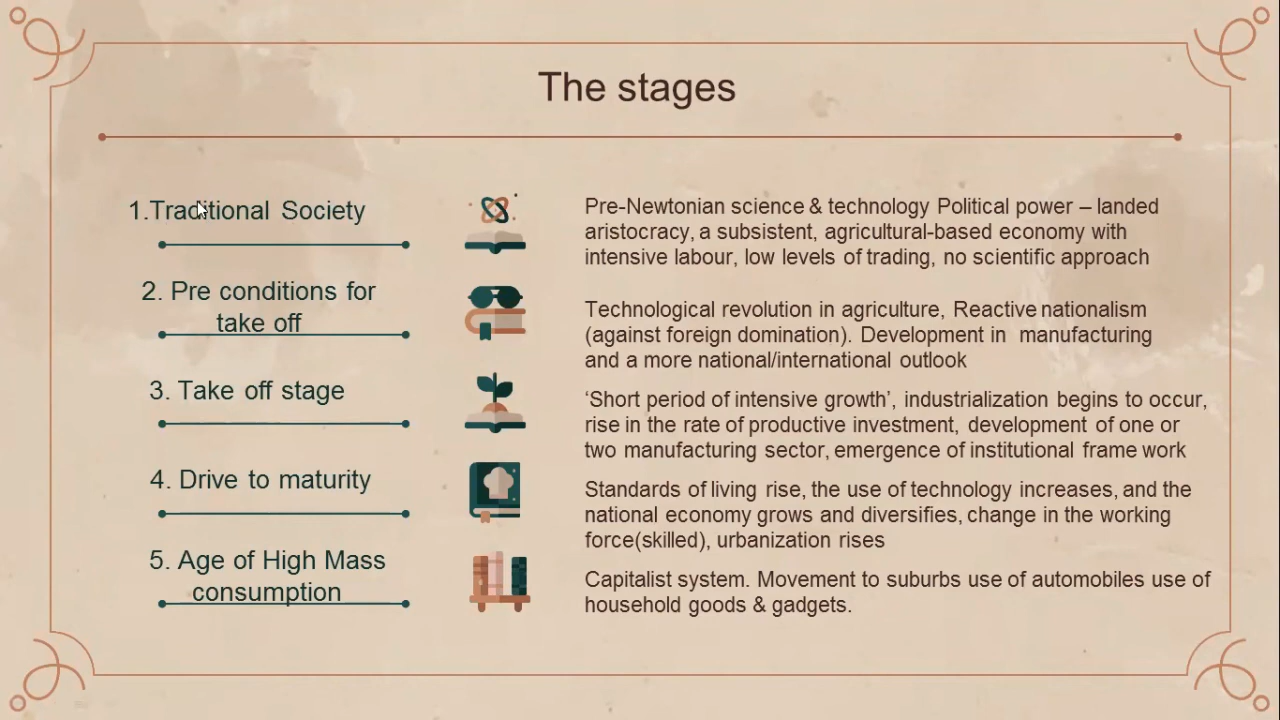 The stages
1.Traditional Society
Pre-Newtonian science & technology Political power – landed
aristocracy, a subsistent, agricultural-based economy with
intensive labour, low levels of trading, no scientific approach
2. Pre conditions for
take off
Technological revolution in agriculture, Reactive nationalism
(against foreign domination). Development in manufacturing
and a more national/international outlook
3. Take off stage
‘Short period of intensive growth’, industrialization begins to occur,
rise in the rate of productive investment, development of one or
two manufacturing sector, emergence of institutional frame work
4. Drive to maturity
Standards of living rise, the use of technology increases, and the
national economy grows and diversifies, change in the working
force(skilled), urbanization rises
5. Age of High Mass
consumption
Capitalist system. Movement to suburbs use of automobiles use of
household goods & gadgets.